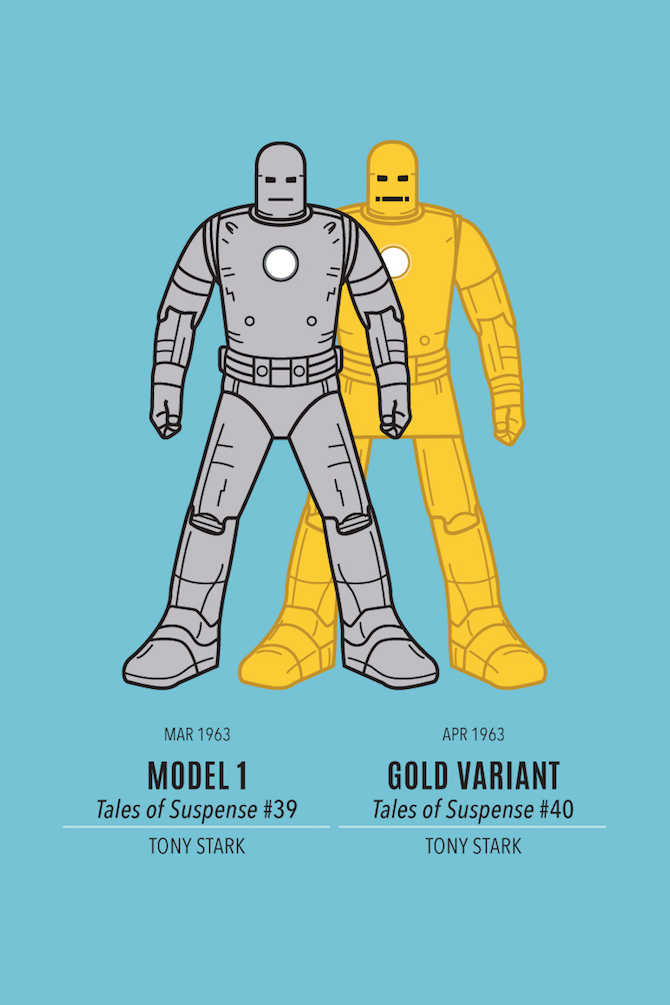 MAR 1963
MODEL 1
Tales of Suspense #39
TONY STARK
APR 1963
GOLD VARIANT
Tales of Suspense #40
TONY STARK